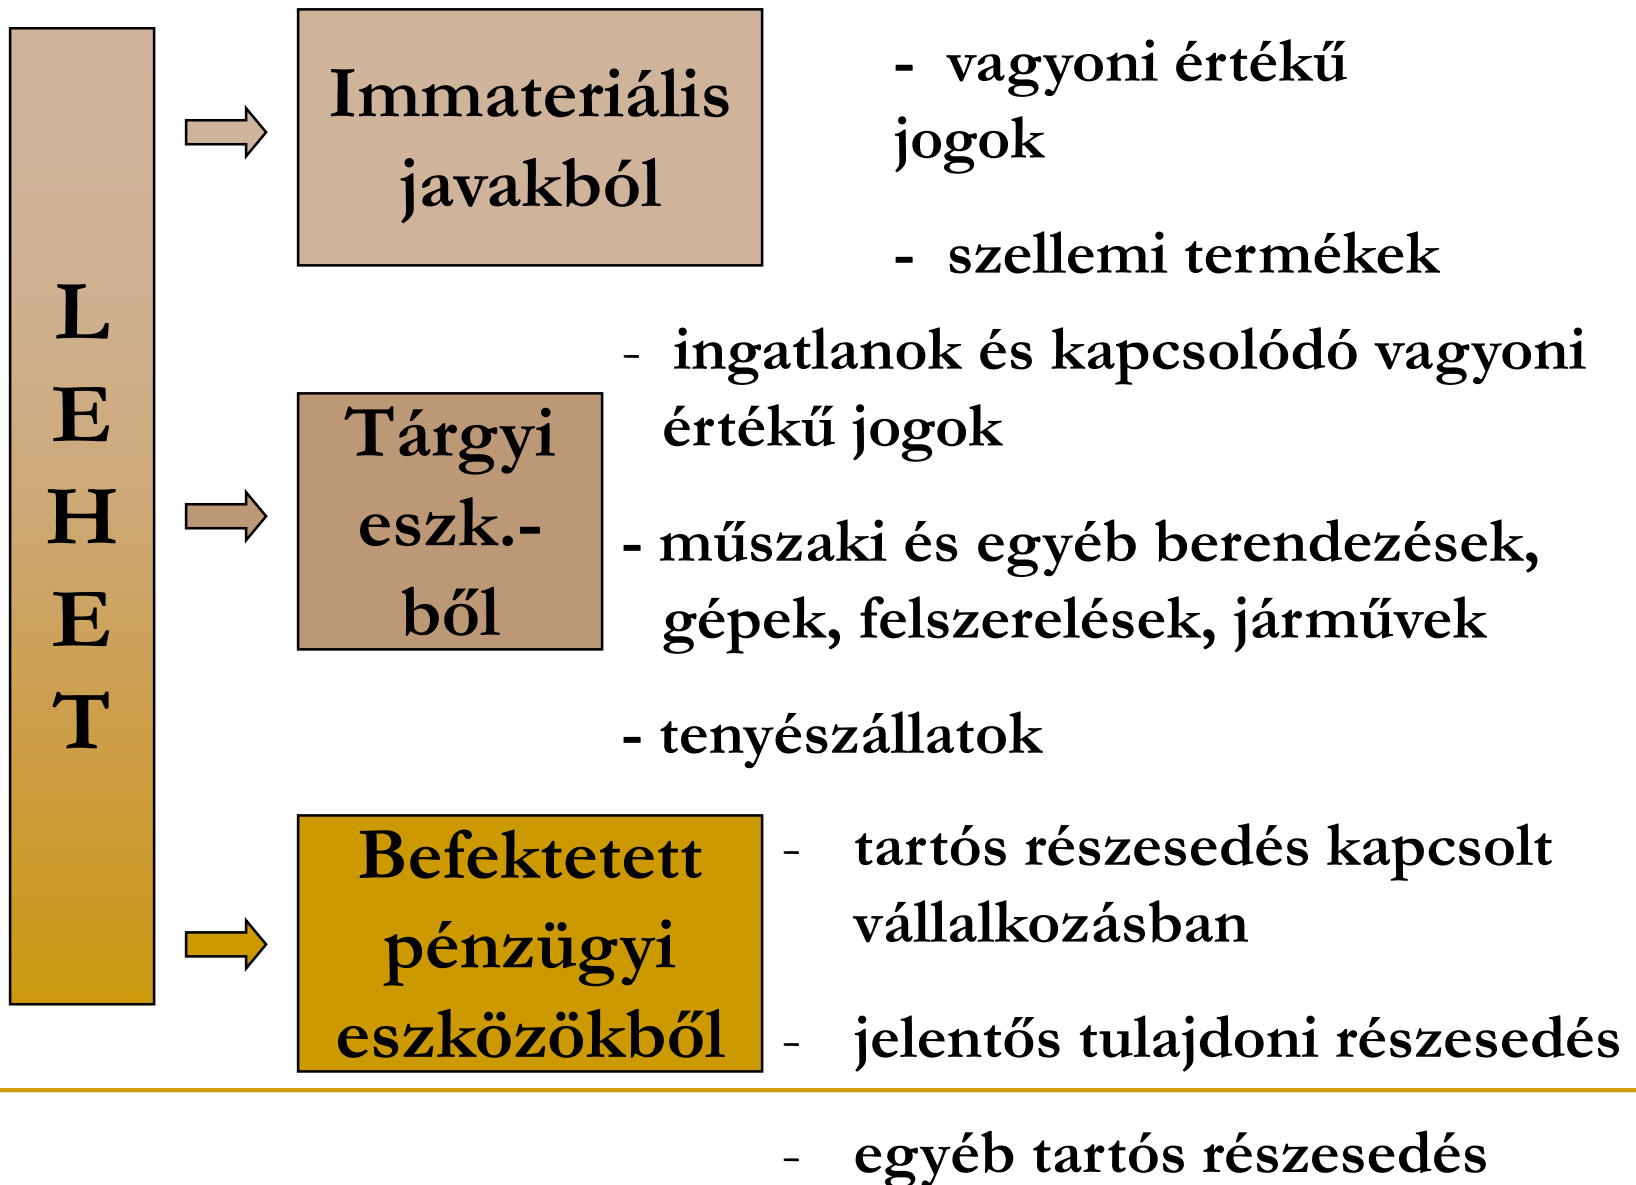 L
E
H
E
T
Immateriális
javakból
- vagyoni értékű
jogok
- szellemi termékek
Tárgyi
eszk.-
ből
- ingatlanok és kapcsolódó vagyoni
értékű jogok
- műszaki és egyéb berendezések,
gépek, felszerelések, járművek
- tenyészállatok
Befektetett
pénzügyi
eszközökből
- tartós részesedés kapcsolt
vállalkozásban
- jelentős tulajdoni részesedés
- egyéb tartós részesedés